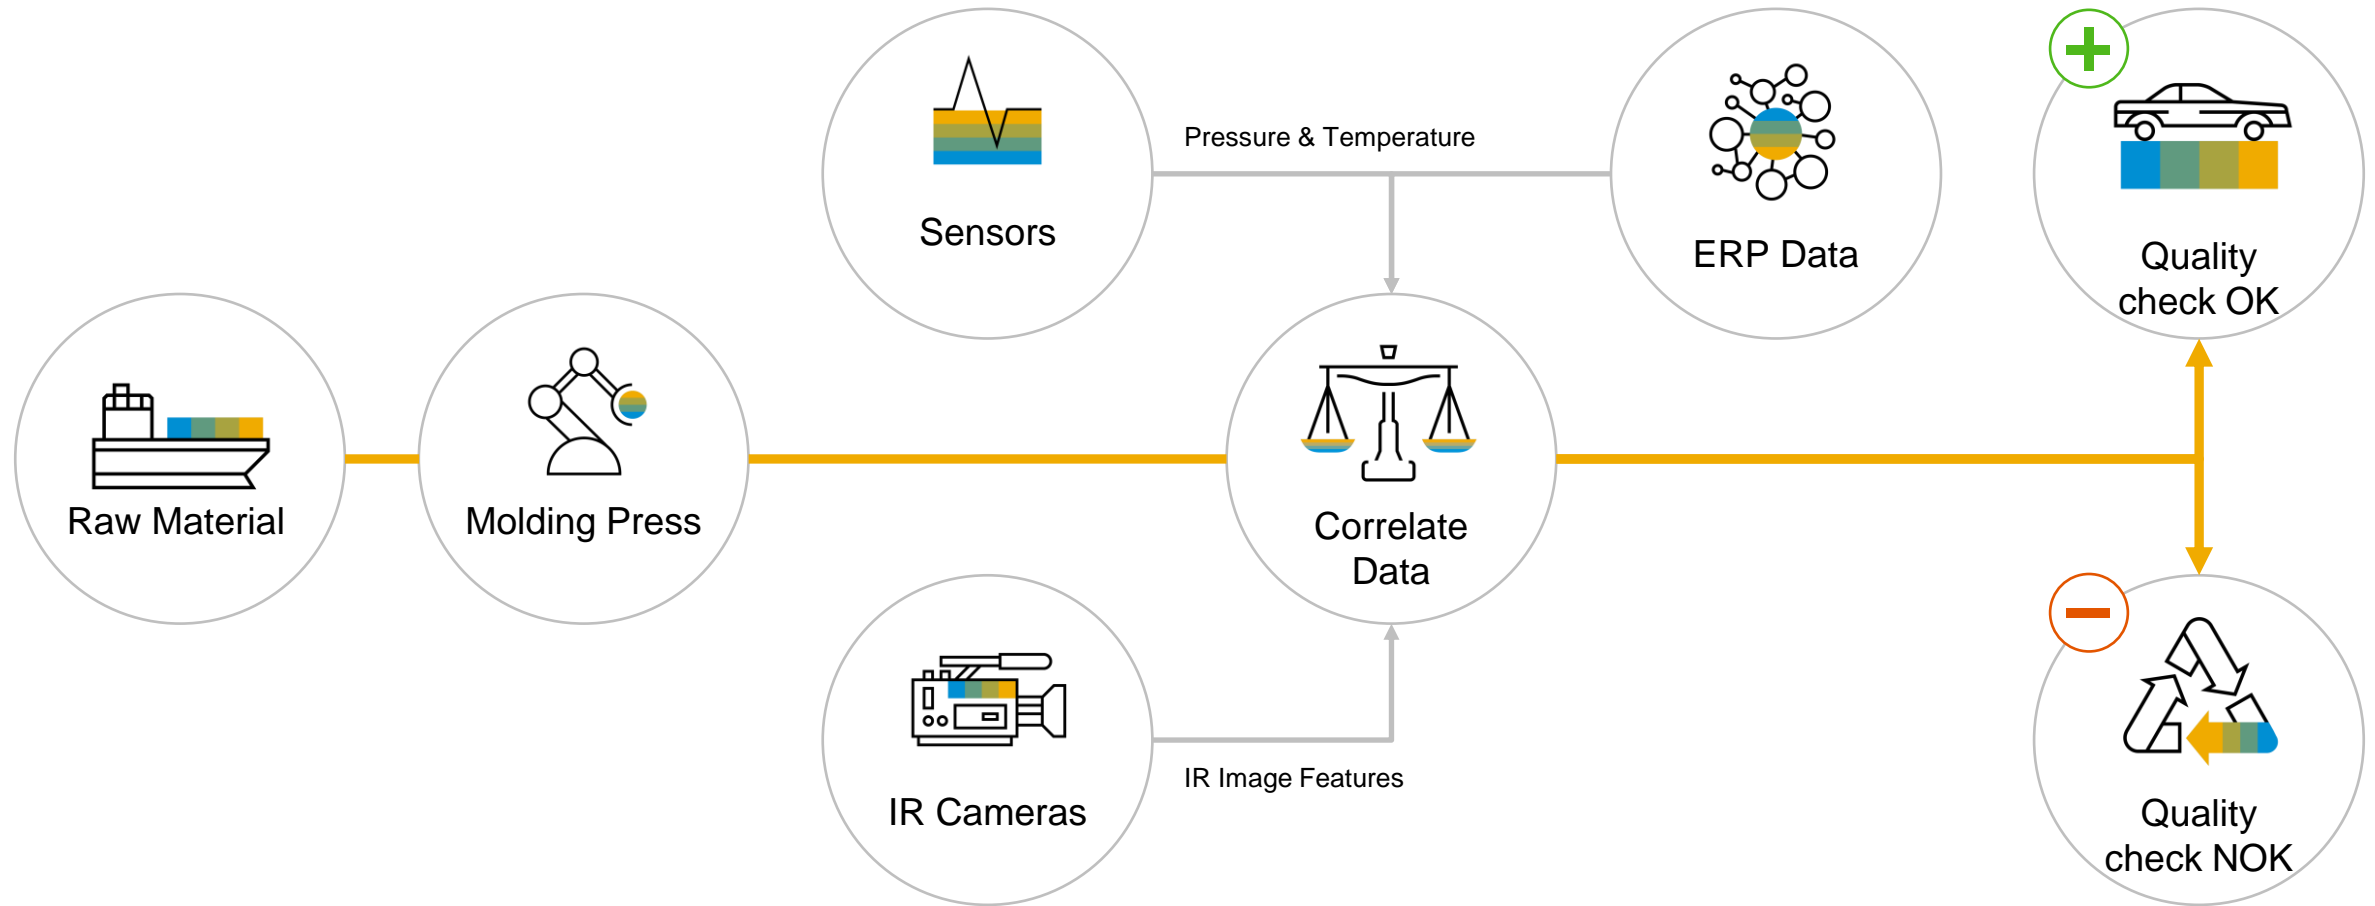 Sensors
Pressure & Temperature
ERP Data
Quality
check OK
Raw Material
Molding Press
Correlate
Data
IR Cameras
IR Image Features
Quality
check NOK